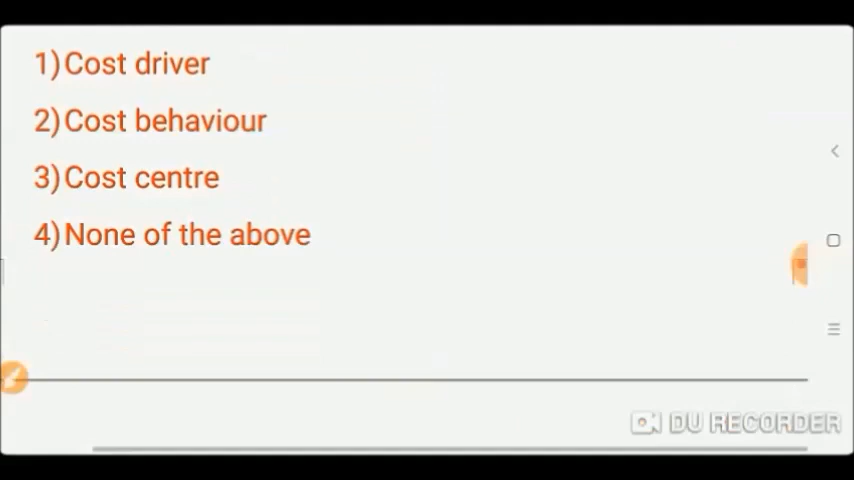 1)Cost driver
2)Cost behaviour
3)Cost centre
4)None of the above
DU RECORDER